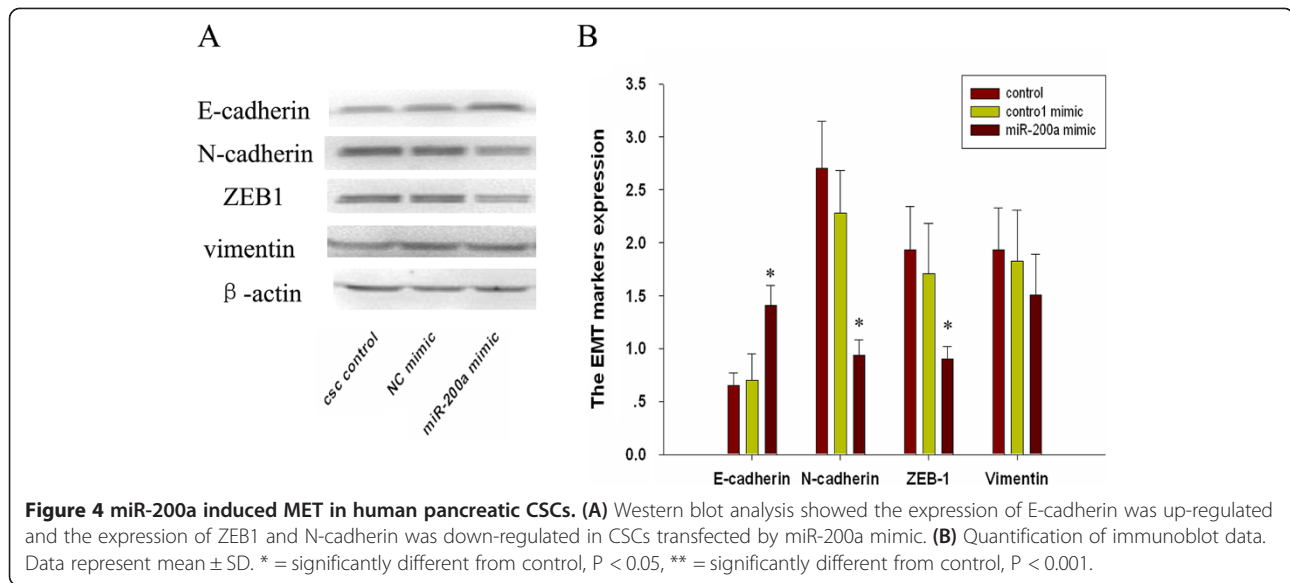 A
E-cadherin
N-cadherin
ZEB1
vimentin
β-actin
csc control
NC mimic
miR-200a mimic
B
The EMT markers expression
3.5
3.0
2.5
2.0
1.5
1.0
.5
0.0
control
contro1 mimic
miR-200a mimic
*
*
*
E-cadherin N-cadherin ZEB-1 Vimentin
Figure 4 miR-200a induced MET in human pancreatic CSCs. (A) Western blot analysis showed the expression of E-cadherin was up-regulated
and the expression of ZEB1 and N-cadherin was down-regulated in CSCs transfected by miR-200a mimic. (B) Quantification of immunoblot data.
Data represent mean ± SD. * = significantly different from control, P < 0.05, ** = significantly different from control, P < 0.001.